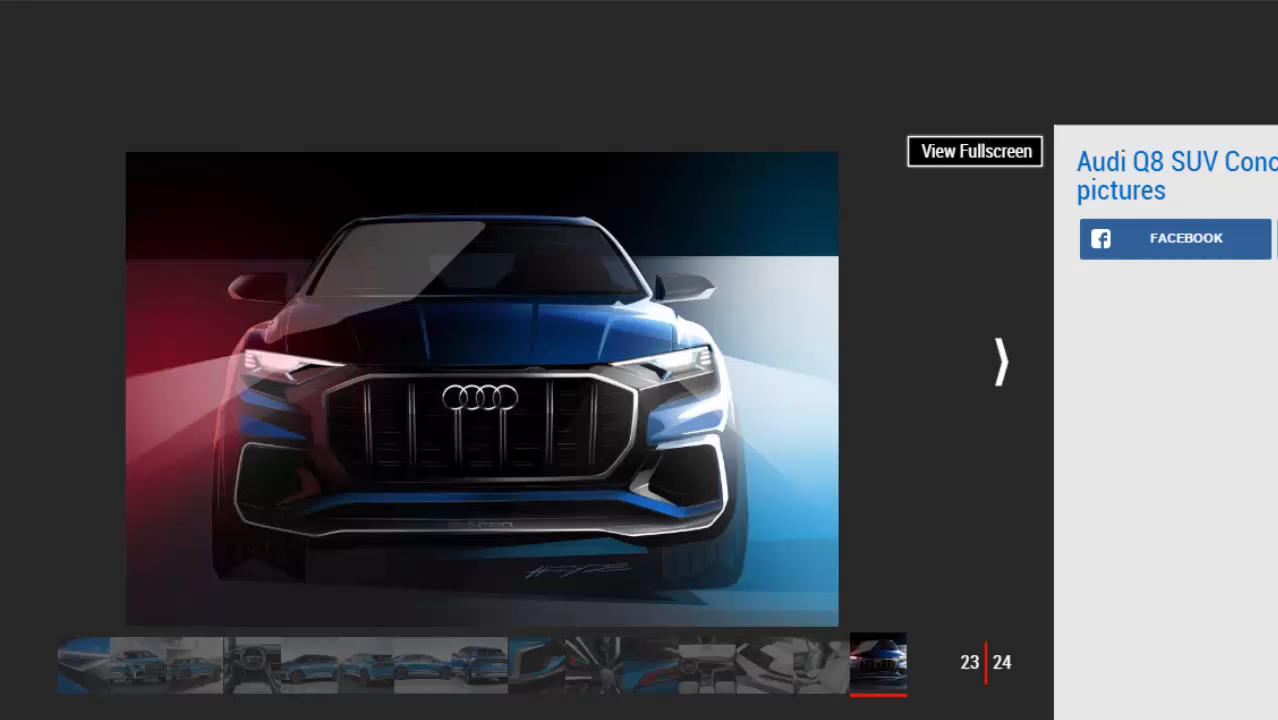 View Fullscreen
Audi Q8 SUV Conc
pictures
FACEBOOK
23 24